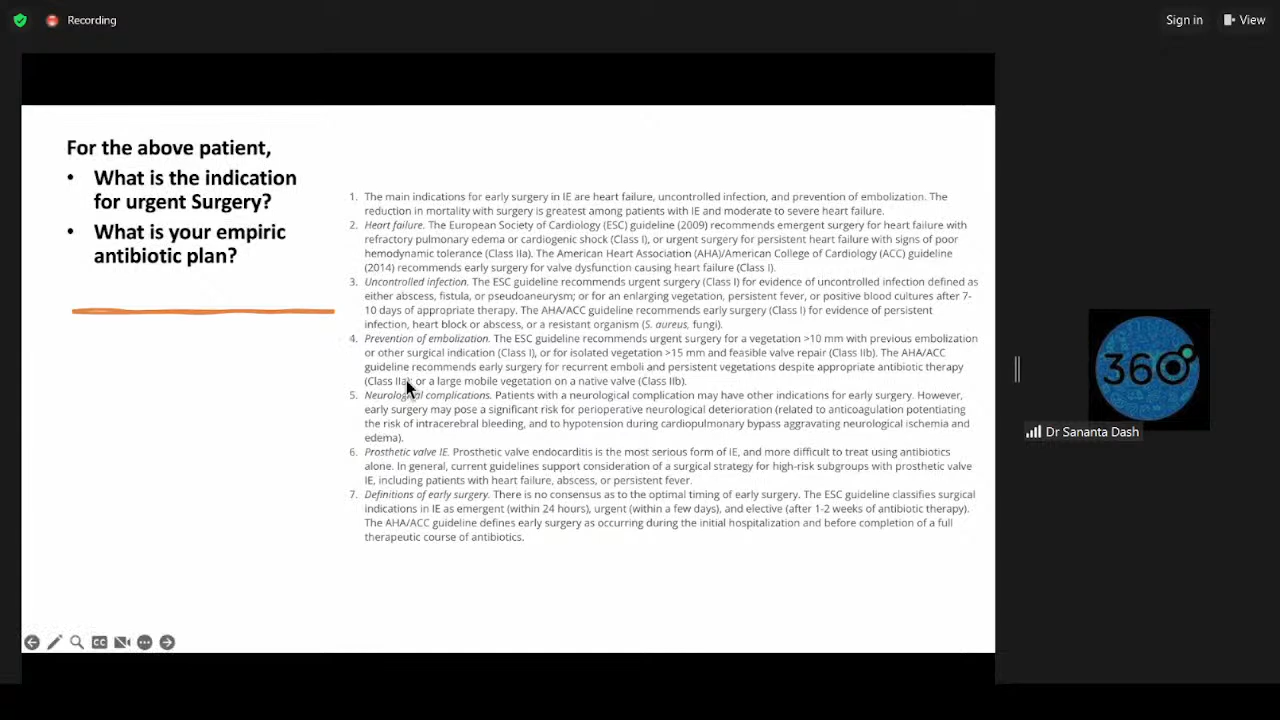 Recording
Sign in
View
For the above patient,
• What is the indication
for urgent Surgery?
• What is your empiric
antibiotic plan?
1. The main indications for early surgery in IE are heart failure, uncontrolled infection, and prevention of embolization. The
reduction in mortality with surgery is greatest among patients with IE and moderate to severe heart failure.
2. Heart failure. The European Society of Cardiology (ESC) guideline (2009) recommends emergent surgery for heart failure with
refractory pulmonary edema or cardiogenic shock (Class I), or urgent surgery for persistent heart failure with signs of poor
hemodynamic tolerance (Class IIa). The American Heart Association (AHA)/American College of Cardiology (ACC) guideline
(2014) recommends early surgery for valve dysfunction causing heart failure (Class I).
3. Uncontrolled infection. The ESC guideline recommends urgent surgery (Class I) for evidence of uncontrolled infection defined as
either abscess, fistula, or pseudoaneurysm; or for an enlarging vegetation, persistent fever, or positive blood cultures after 7-
10 days of appropriate therapy. The AHA/ACC guideline recommends early surgery (Class I) for evidence of persistent
infection, heart block or abscess, or a resistant organism (S. aureus, fungi).
4. Prevention of embolization. The ESC guideline recommends urgent surgery for a vegetation >10 mm with previous embolization
or other surgical indication (Class I), or for isolated vegetation >15 mm and feasible valve repair (Class IIb). The AHA/ACC
guideline recommends early surgery for recurrent emboli and persistent vegetations despite appropriate antibiotic therapy
(Class IIa), or a large mobile vegetation on a native valve (Class IIb).
5. Neurological complications. Patients with a neurological complication may have other indications for early surgery. However,
early surgery may pose a significant risk for perioperative neurological deterioration (related to anticoagulation potentiating
the risk of intracerebral bleeding, and to hypotension during cardiopulmonary bypass aggravating neurological ischemia and
edema).
6. Prosthetic valve IE. Prosthetic valve endocarditis is the most serious form of IE, and more difficult to treat using antibiotics
alone. In general, current guidelines support consideration of a surgical strategy for high-risk subgroups with prosthetic valve
IE, including patients with heart failure, abscess, or persistent fever.
7. Definitions of early surgery. There is no consensus as to the optimal timing of early surgery. The ESC guideline classifies surgical
indications in IE as emergent (within 24 hours), urgent (within a few days), and elective (after 1-2 weeks of antibiotic therapy).
The AHA/ACC guideline defines early surgery as occurring during the initial hospitalization and before completion of a full
therapeutic course of antibiotics.
360
Dr Sananta Dash
CC